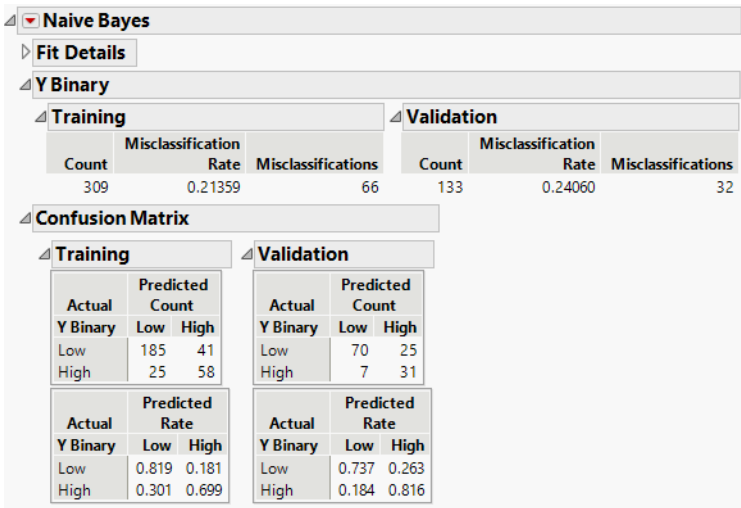 Naive Bayes
Fit Details
Y Binary
Training
Misclassification
Count Rate Misclassifications
309 0.21359 66
Validation
Misclassification
Count Rate Misclassifications
133 0.24060 32
Confusion Matrix
Training
Predicted
Actual Count
Y Binary Low High
Low 185 41
High 25 58
Predicted
Actual Rate
Y Binary Low High
Low 0.819 0.181
High 0.301 0.699
Validation
Predicted
Actual Count
Y Binary Low High
Low 70 25
High 7 31
Predicted
Actual Rate
Y Binary Low High
Low 0.737 0.263
High 0.184 0.816